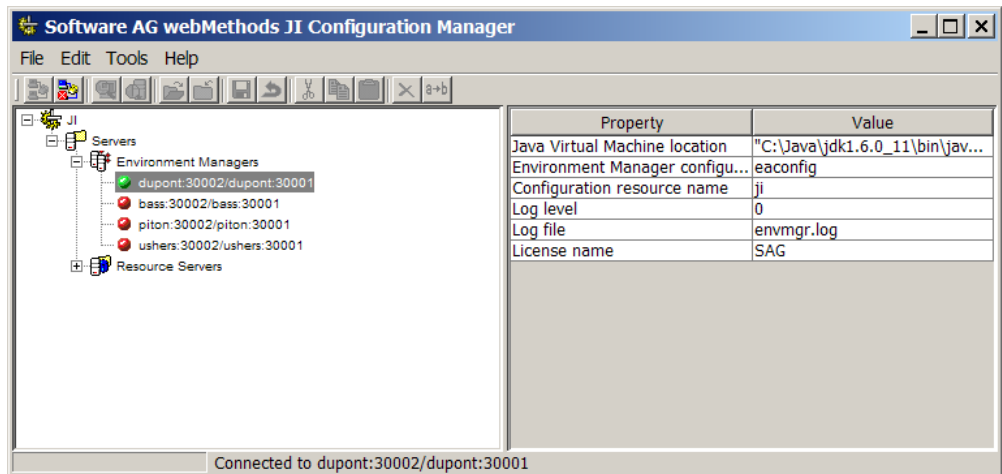 Software AG webMethods JI Configuration Manager
File Edit Tools Help
a→b
JI
Servers
Environment Managers
dupont:30002/dupont:30001
bass:30002/bass:30001
piton:30002/piton:30001
ushers:30002/ushers:30001
Resource Servers
Property Value
Java Virtual Machine location "C:\Java\jdk1.6.0_11\bin\jav...
Environment Manager configu... eaconfig
Configuration resource name ji
Log level 0
Log file envmgr.log
License name SAG
Connected to dupont:30002/dupont:30001